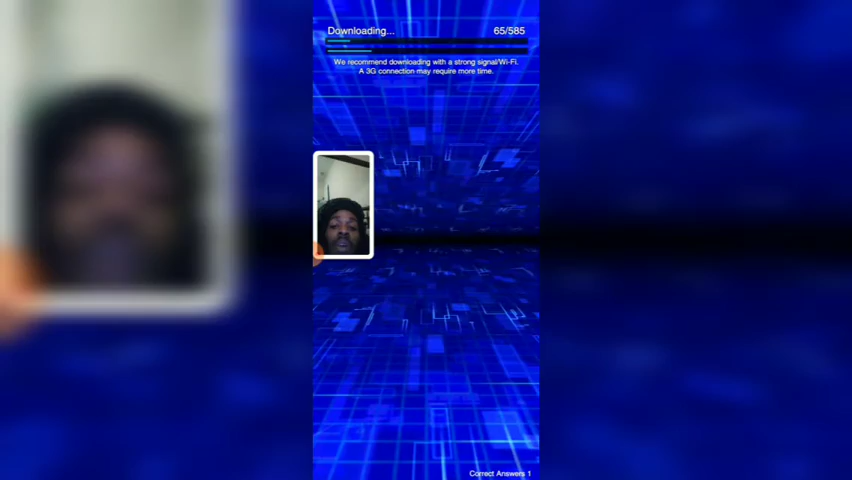 Downloading... 65/585
We recommend downloading with a strong signal/Wi-Fi.
A 3G connection may require more time.
Correct Answers 1